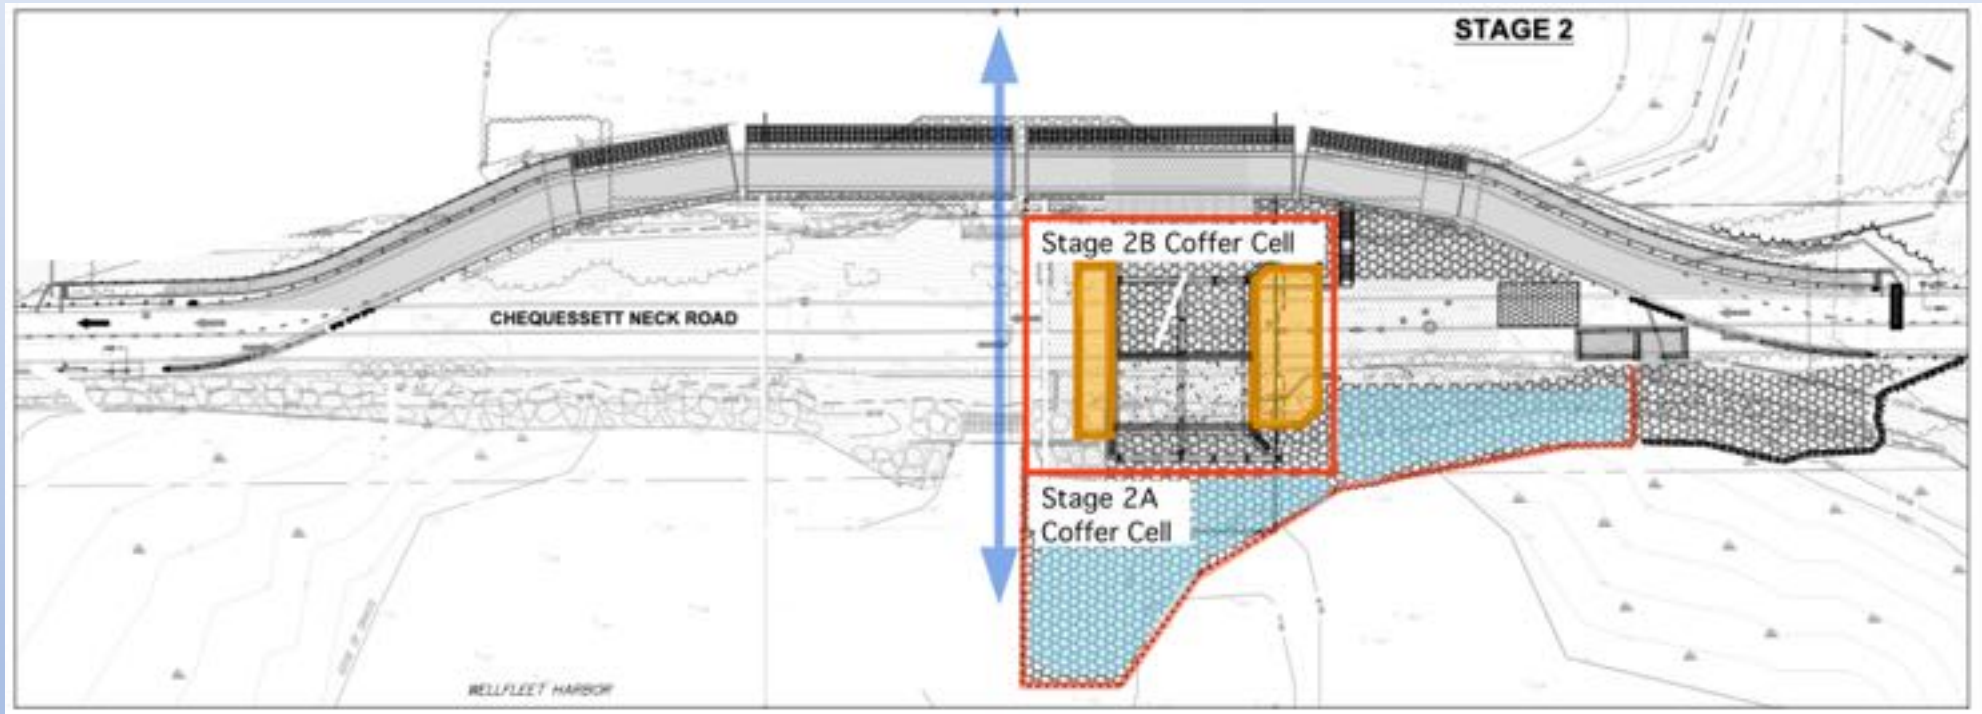 STAGE 2
Stage 2B Coffer Cell
CHEQUESSETT NECK ROAD
Stage 2A
Coffer Cell
WELLFLEET HARBOR